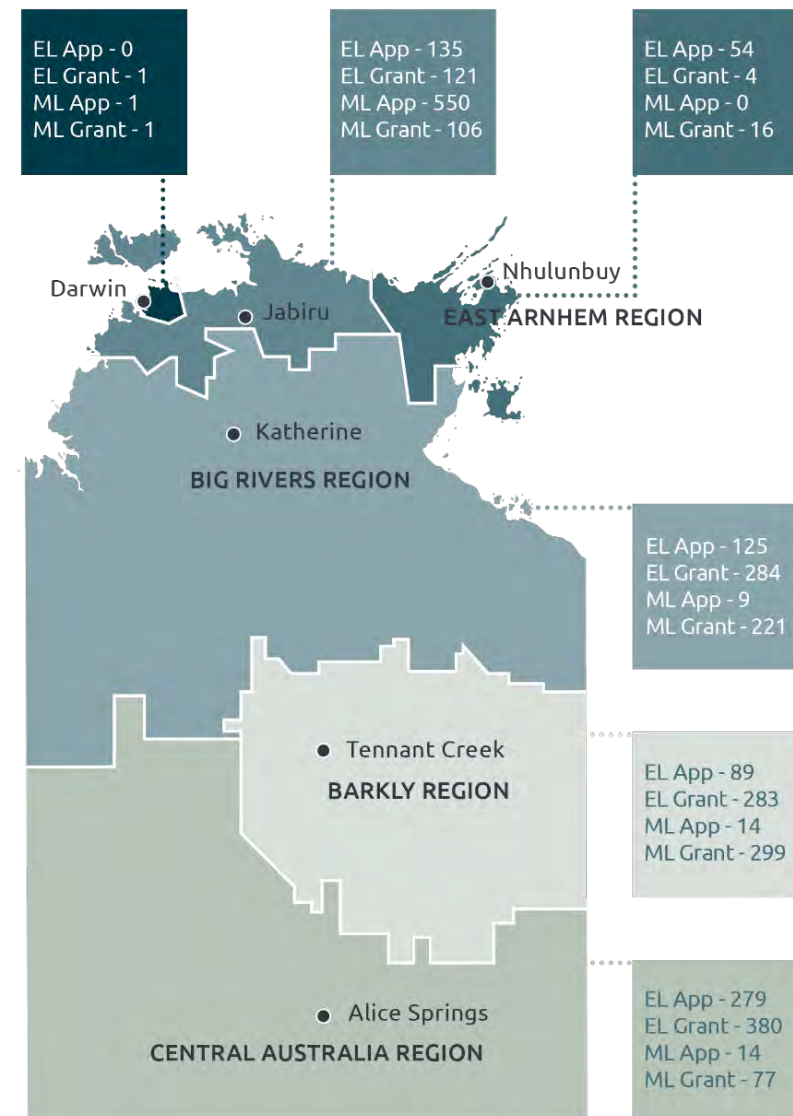 EL App - 0
EL Grant - 1
ML App - 1
ML Grant - 1
EL App - 135
EL Grant - 121
ML App - 550
ML Grant - 106
EL App - 54
EL Grant - 4
ML App - 0
ML Grant - 16
Darwin
Jabiru
Nhulunbuy
EAST ARNHEM REGION
Katherine
BIG RIVERS REGION
EL App - 125
EL Grant - 284
ML App - 9
ML Grant - 221
Tennant Creek
BARKLY REGION
EL App - 89
EL Grant - 283
ML App - 14
ML Grant - 299
Alice Springs
CENTRAL AUSTRALIA REGION
EL App - 279
EL Grant - 380
ML App - 14
ML Grant - 77